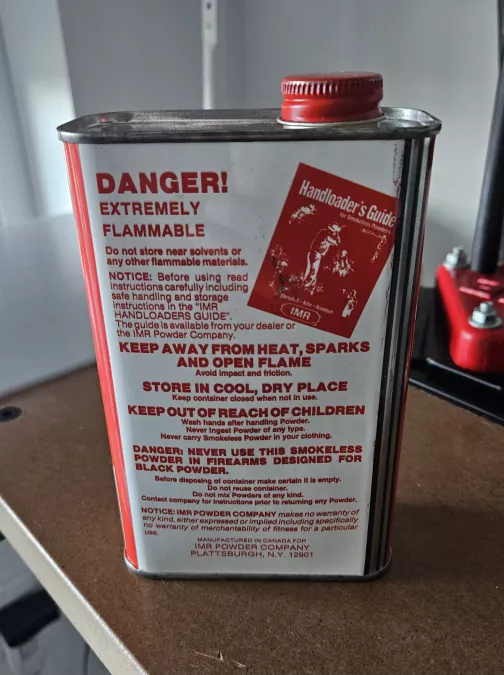 DANGER!
EXTREMELY
FLAMMABLE
Do not store near solvents or
any other flammable materials.
NOTICE: Before using read
instructions carefully including
safe handling and storage
instructions in the "IMR
HANDLOADERS GUIDE".
The guide is available from your dealer or
the IMR Powder Company.
Handloader's Guide
for Smokeless Powders
IMR
KEEP AWAY FROM HEAT, SPARKS
AND OPEN FLAME
Avoid impact and friction.
STORE IN COOL, DRY PLACE
Keep container closed when not in use.
KEEP OUT OF REACH OF CHILDREN
Wash hands after handling Powder.
Never ingest Powder of any type.
Never carry Smokeless Powder in your clothing.
DANGER: NEVER USE THIS SMOKELESS
POWDER IN FIREARMS DESIGNED FOR
BLACK POWDER.
Before disposing of container make certain it is empty.
Do not reuse container.
Do not mix Powders of any kind.
Contact company for instructions prior to returning any Powder.
NOTICE: IMR POWDER COMPANY makes no warranty of
any kind, either expressed or implied including specifically
no warranty of merchantability of fitness for a particular
use.
MANUFACTURED IN CANADA FOR
IMR POWDER COMPANY
PLATTSBURGH, N.Y. 12901